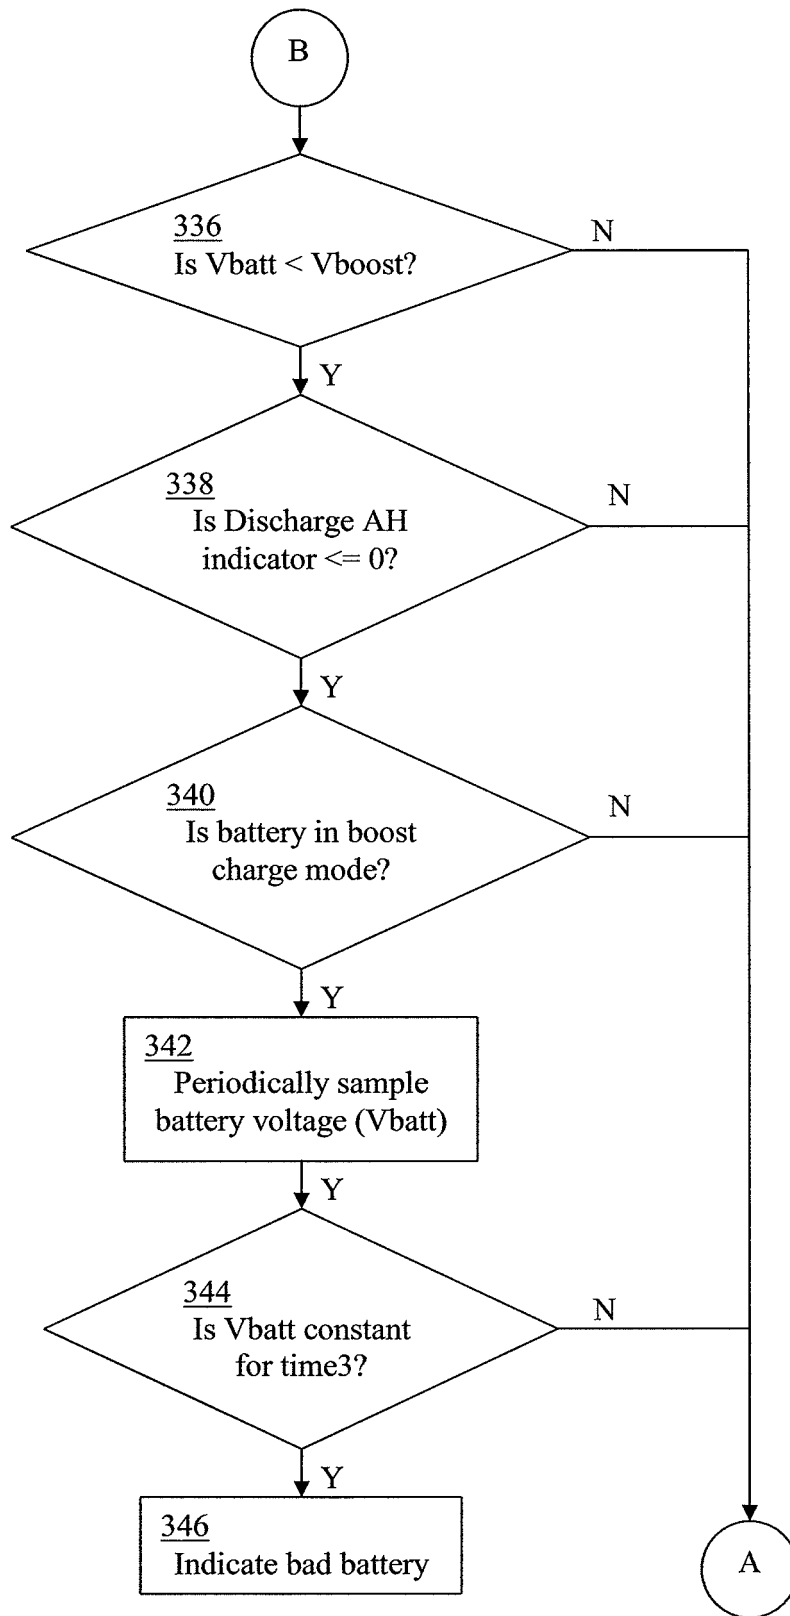 B
336
Is Vbatt < Vboost?
N
Y
338
Is Discharge AH
indicator <= 0?
N
Y
340
Is battery in boost
charge mode?
N
Y
342
Periodically sample
battery voltage (Vbatt)
Y
344
Is Vbatt constant
for time3?
N
Y
346
Indicate bad battery
A